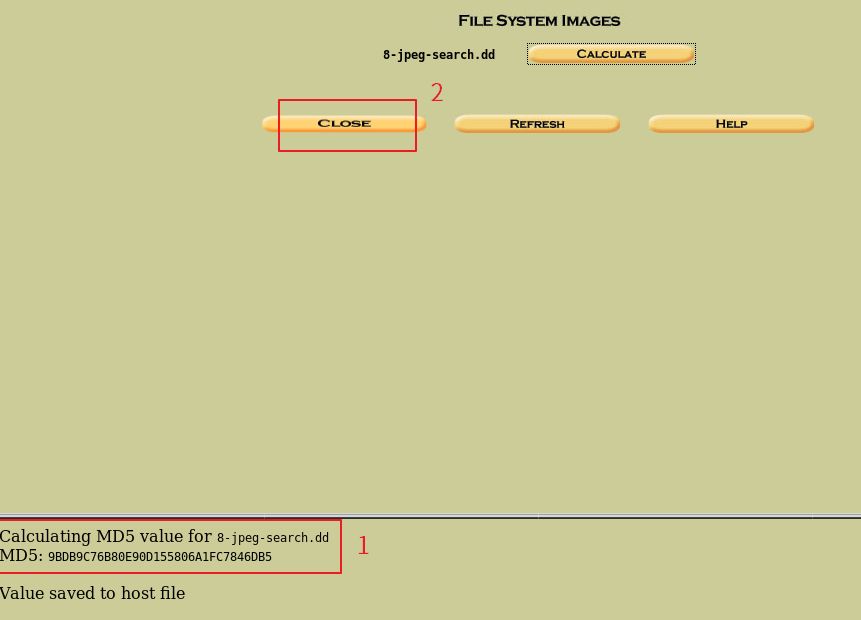 FILE SYSTEM IMAGES
8-jpeg-search.dd CALCULATE
2
CLOSE REFRESH HELP
Calculating MD5 value for 8-jpeg-search.dd
1
MD5: 9BDB9C76B80E90D155806A1FC7846DB5
Value saved to host file